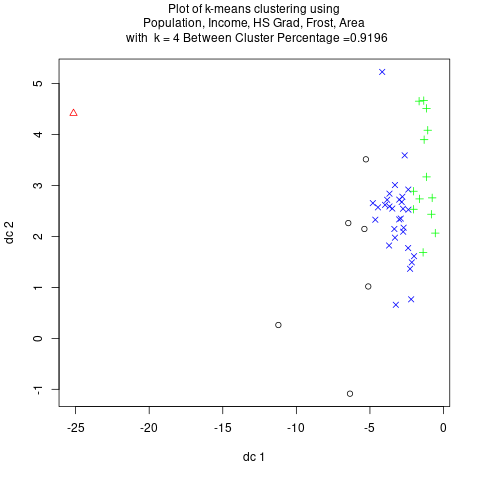 Plot of k-means clustering using
Population, Income, HS Grad, Frost, Area
with k = 4 Between Cluster Percentage =0.9196
5
4
3
2
1
0
-1
dc 2
-25 -20 -15 -10 -5 0
dc 1